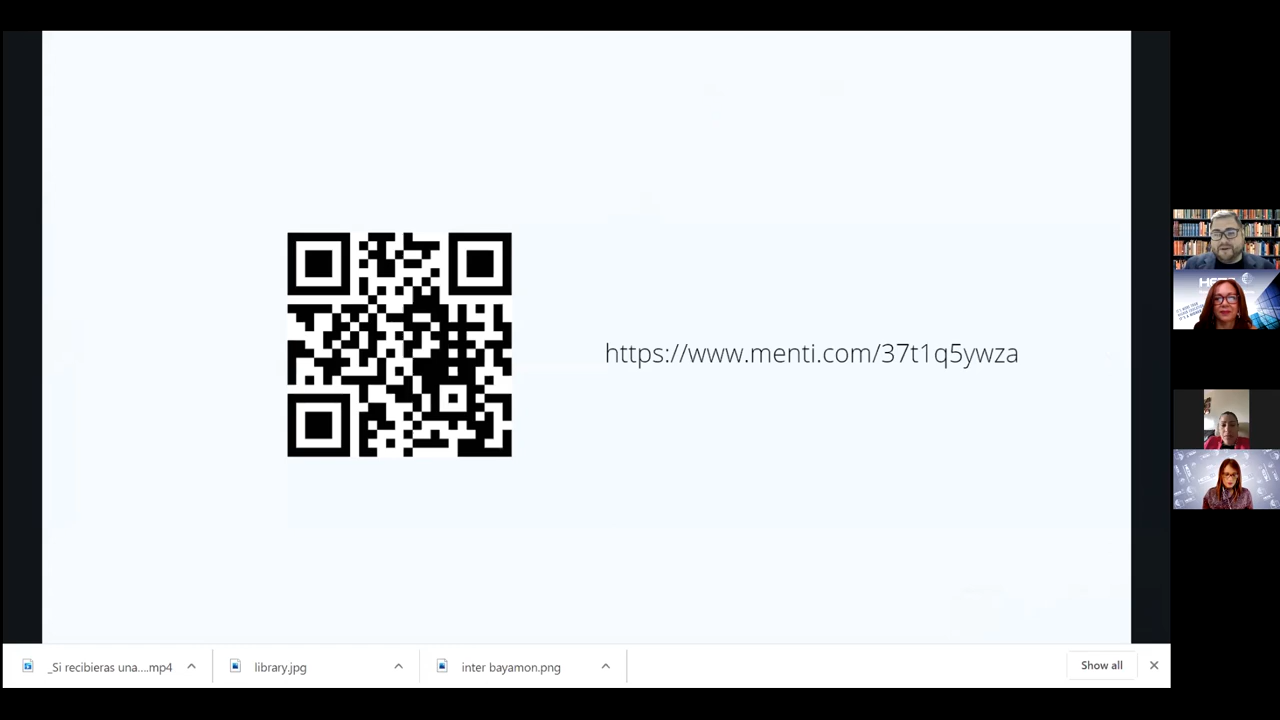 https://www.menti.com/37t1q5ywza
_Si recibieras una....mp4
library.jpg
inter bayamon.png
Show all